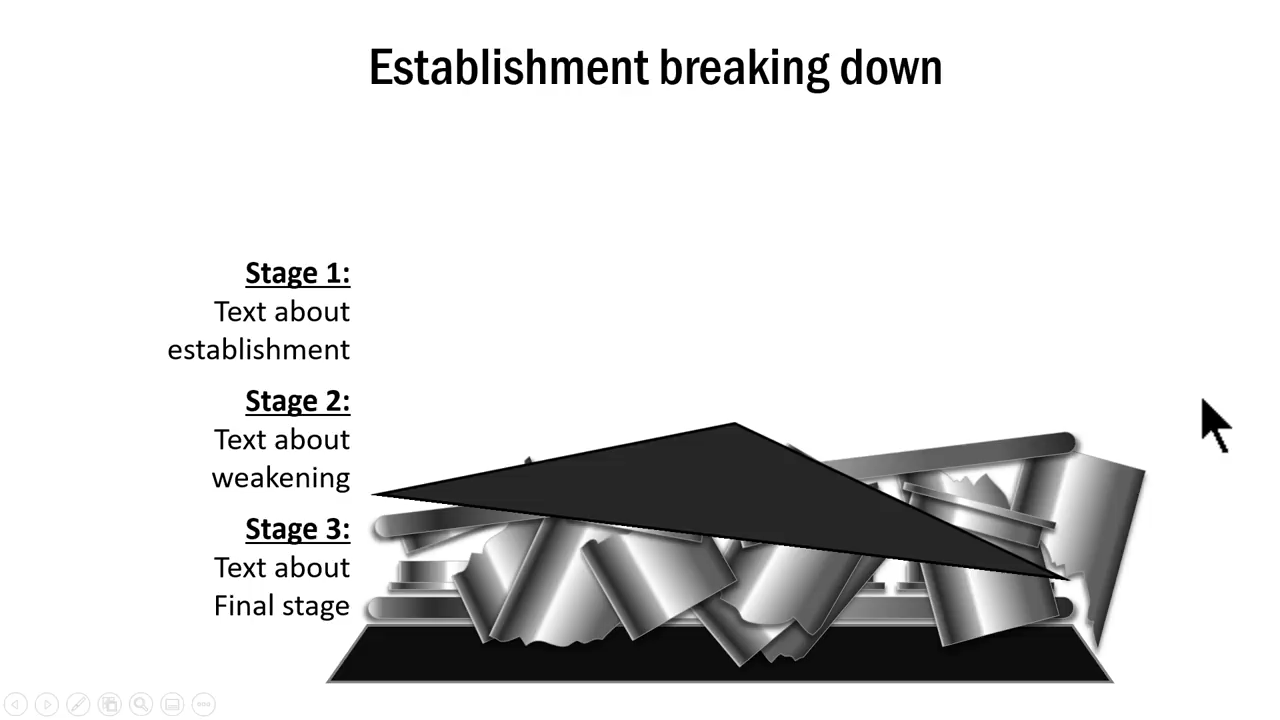 Establishment breaking down
Stage 1:
Text about
establishment
Stage 2:
Text about
weakening
Stage 3:
Text about
Final stage